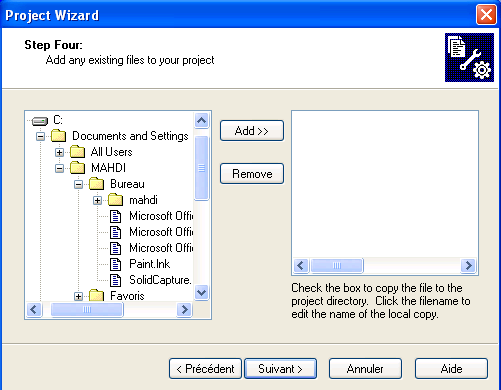 Project Wizard
Step Four:
Add any existing files to your project
C:
Documents and Settings
All Users
MAHDI
Bureau
mahdi
Microsoft Offi
Microsoft Offi
Microsoft Offi
Paint.lnk
SolidCapture.
Favoris
Add >>
Remove
Check the box to copy the file to the
project directory. Click the filename to
edit the name of the local copy.
< Précédent
Suivant >
Annuler
Aide